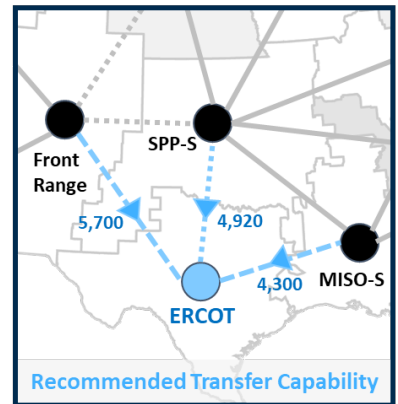 SPP-S
Front
Range
5,700
4,920
4,300
MISO-S
ERCOT
Recommended Transfer Capability